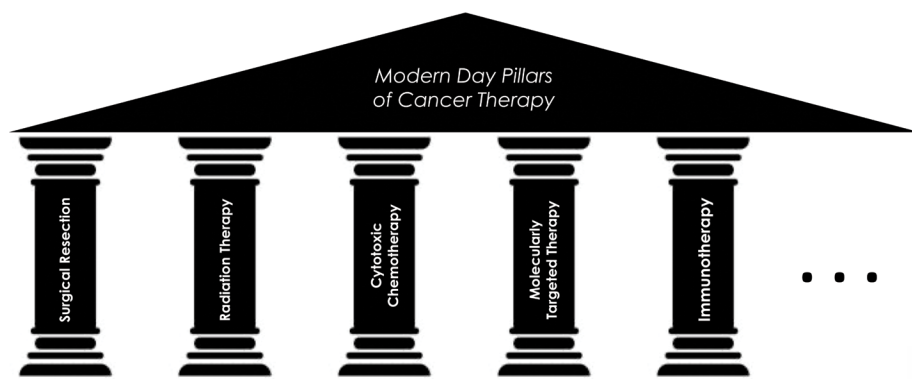 Modern Day Pillars
of Cancer Therapy
Surgical Resection
Radiation Therapy
Cytotoxic
Chemotherapy
Molecularly
Targeted Therapy
Immunotherapy
. . .